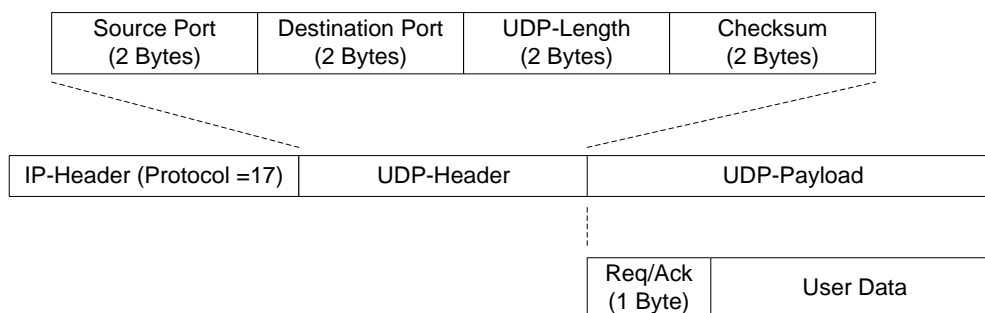 Source Port
(2 Bytes)
Destination Port
(2 Bytes)
UDP-Length
(2 Bytes)
Checksum
(2 Bytes)
IP-Header (Protocol =17)
UDP-Header
UDP-Payload
Req/Ack
(1 Byte)
User Data